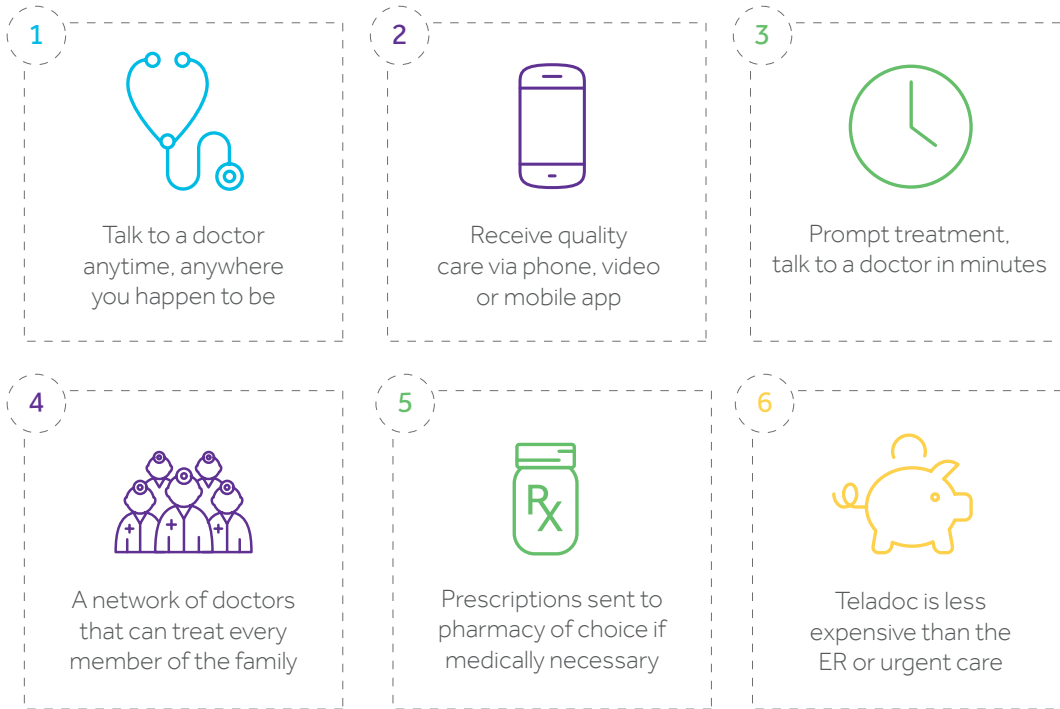 1
Talk to a doctor
anytime, anywhere
you happen to be
2
Receive quality
care via phone, video
or mobile app
3
Prompt treatment,
talk to a doctor in minutes
4
A network of doctors
that can treat every
member of the family
5
Rx
Prescriptions sent to
pharmacy of choice if
medically necessary
6
Teladoc is less
expensive than the
ER or urgent care